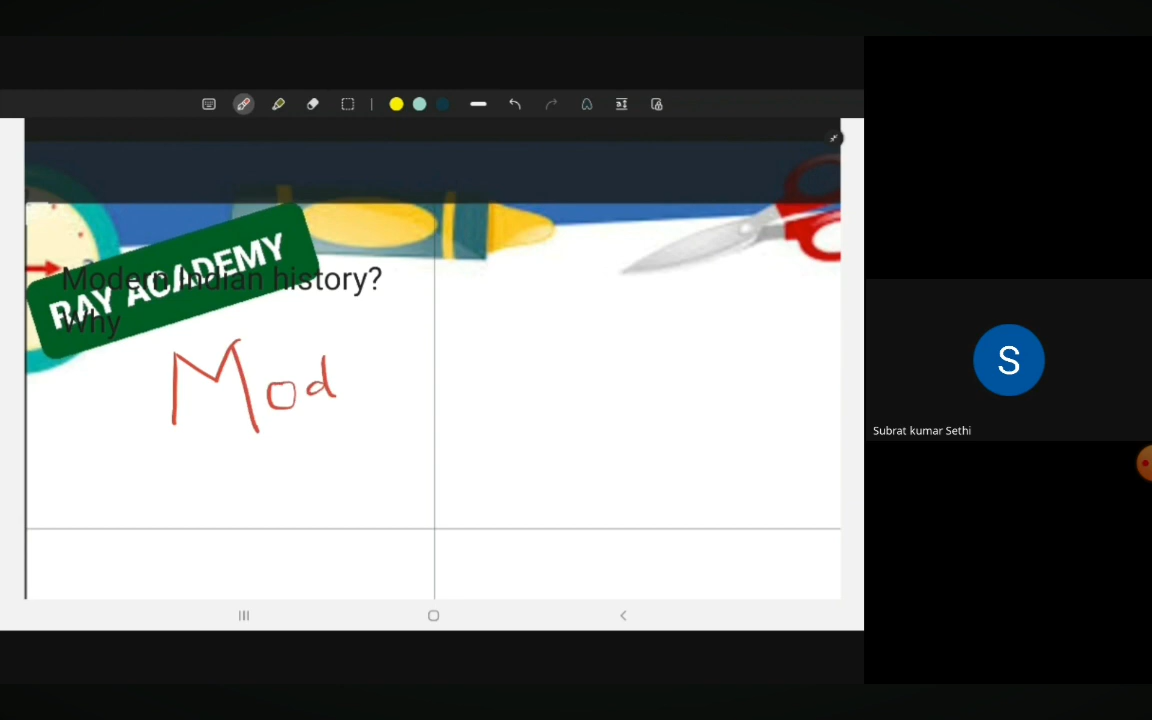 RAY ACADEMY
Modern Indian history?
Why
Mod
S
Subrat kumar Sethi